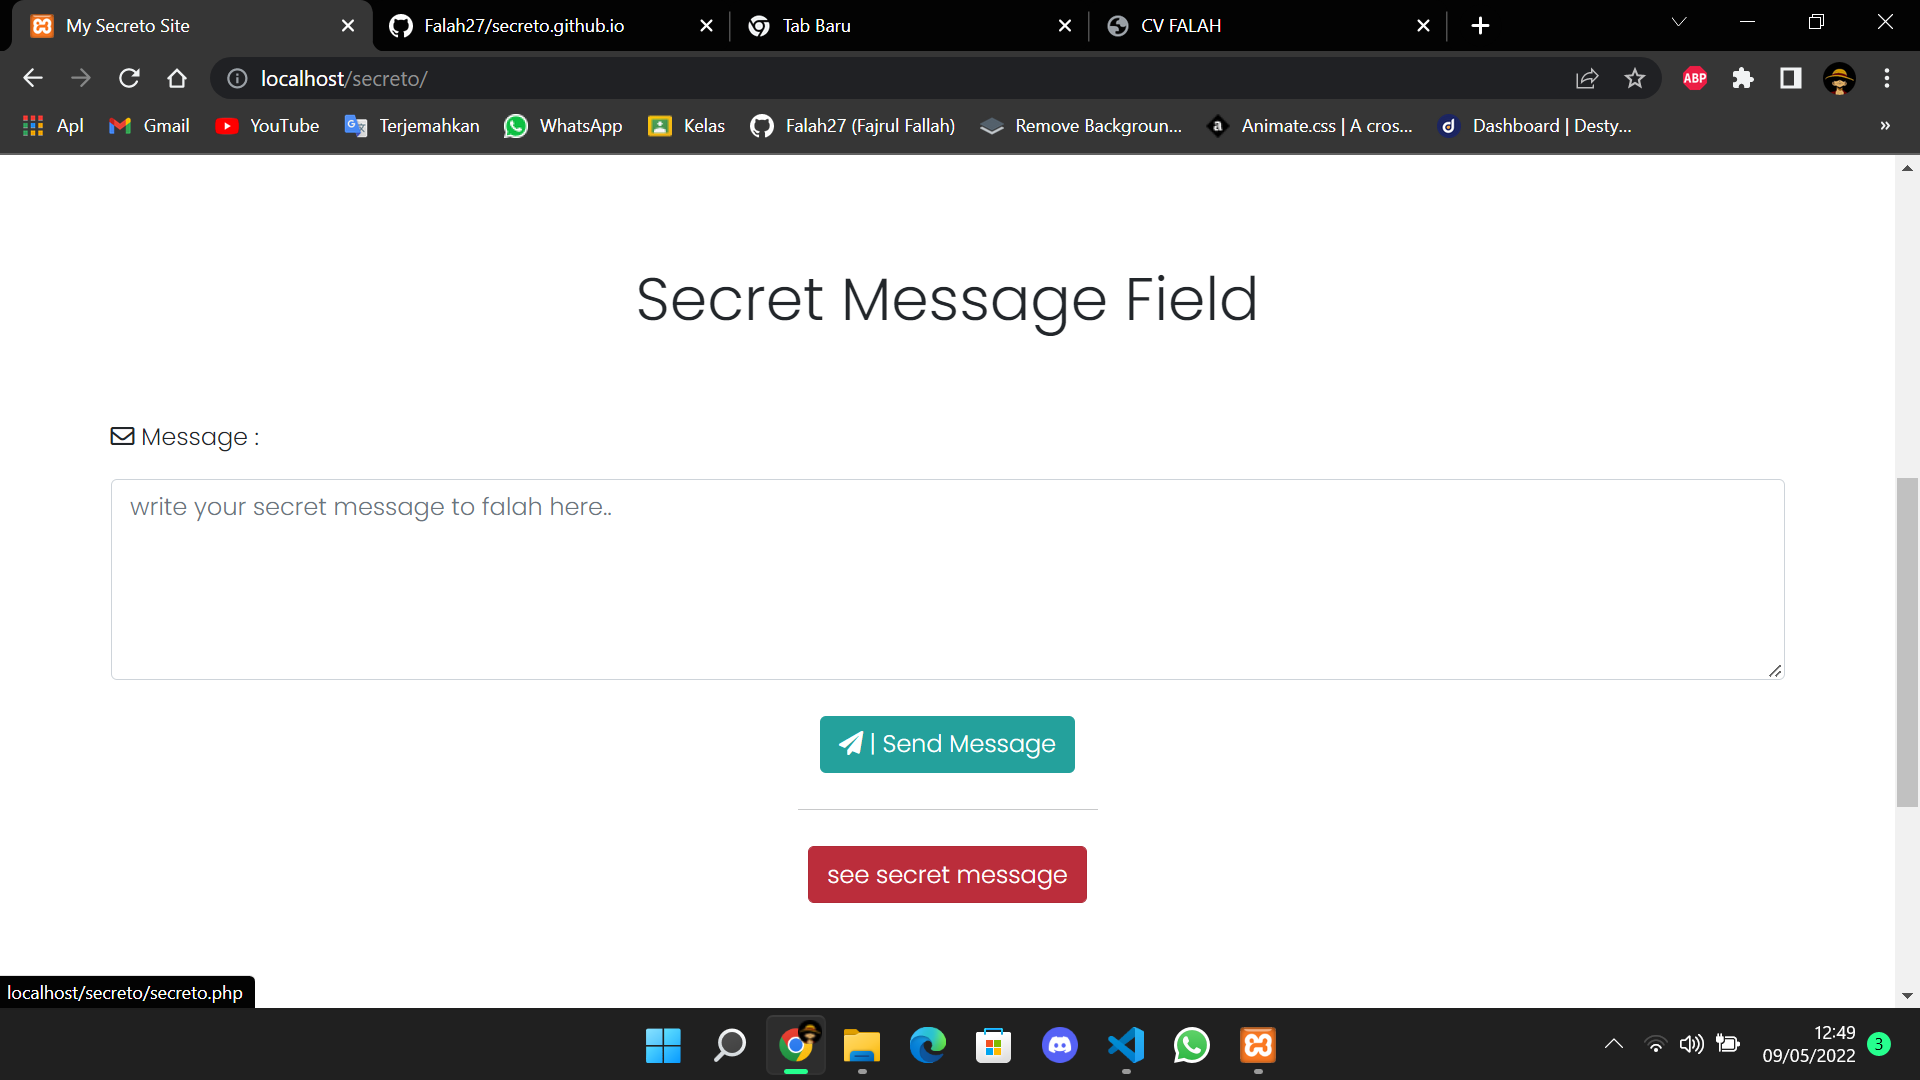 My Secreto Site
Falah27/secreto.github.io
Tab Baru
CV FALAH
localhost/secreto/
ABP
Apl
Gmail
YouTube
Terjemahkan
WhatsApp
Kelas
Falah27 (Fajrul Fallah)
Remove Backgroun...
a
Animate.css | A cros...
d
Dashboard | Desty...
»
Secret Message Field
Message :
write your secret message to falah here..
| Send Message
see secret message
localhost/secreto/secreto.php
12:49
09/05/2022
3